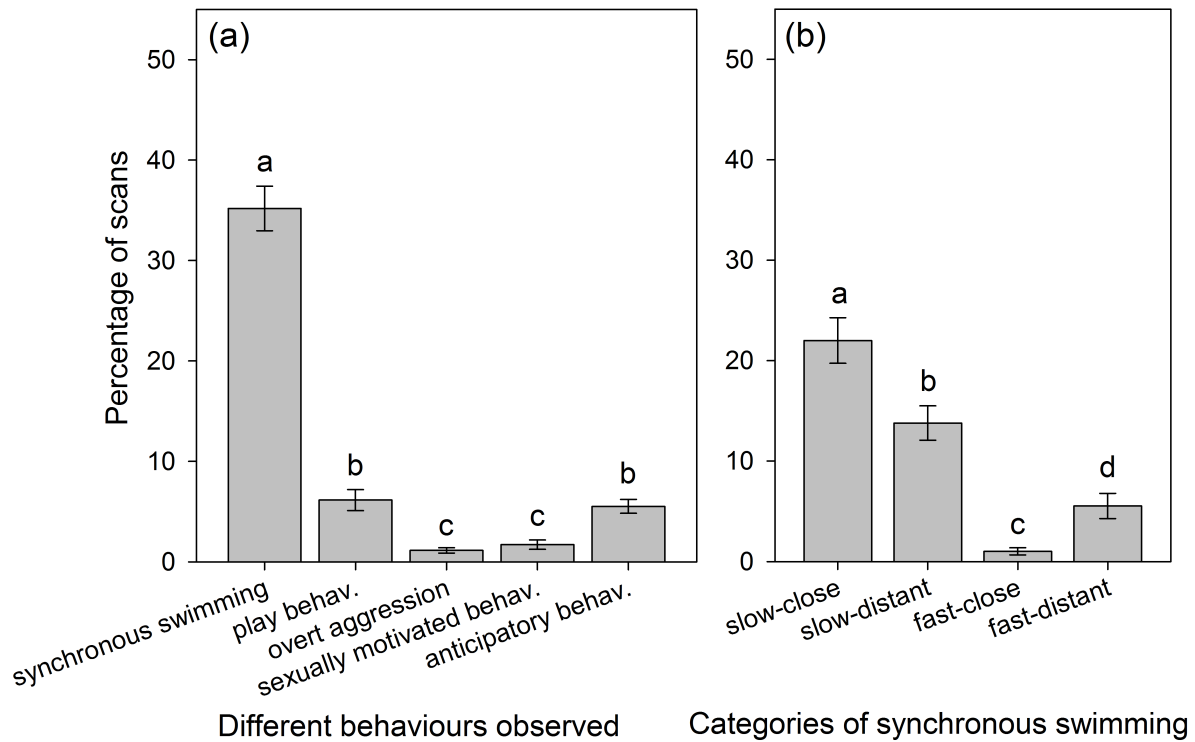 (a)
50
40
30
20
10
0
Percentage of scans
a
b
c
c
b
synchronous swimming
play behav.
overt aggression
sexually motivated behav.
anticipatory behav.
Different behaviours observed
(b)
50
40
30
20
10
0
a
b
c
d
slow-close
slow-distant
fast-close
fast-distant
Categories of synchronous swimming